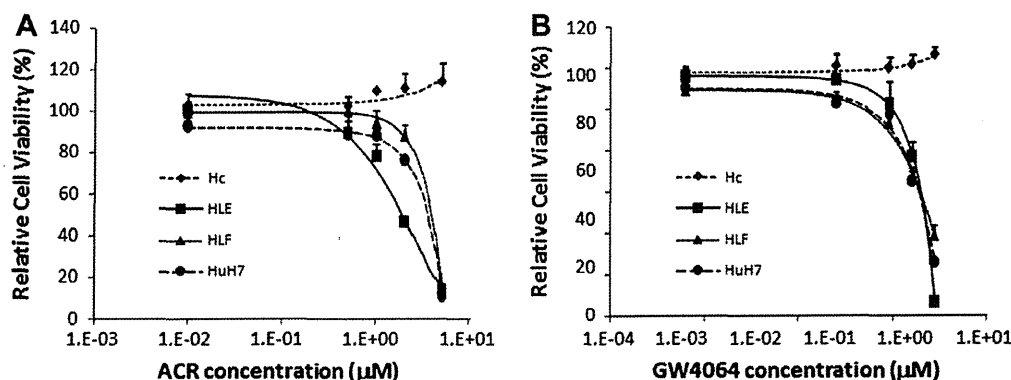 A
Relative Cell Viability (%)
140
120
100
80
60
40
20
0
Hc
HLE
HLF
HuH7
1.E-03 1.E-02 1.E-01 1.E+00 1.E+01
ACR concentration (µM)
B
Relative Cell Viability (%)
120
100
80
60
40
20
0
Hc
HLE
HLF
HuH7
1.E-04 1.E-03 1.E-02 1.E-01 1.E+00 1.E+01
GW4064 concentration (µM)